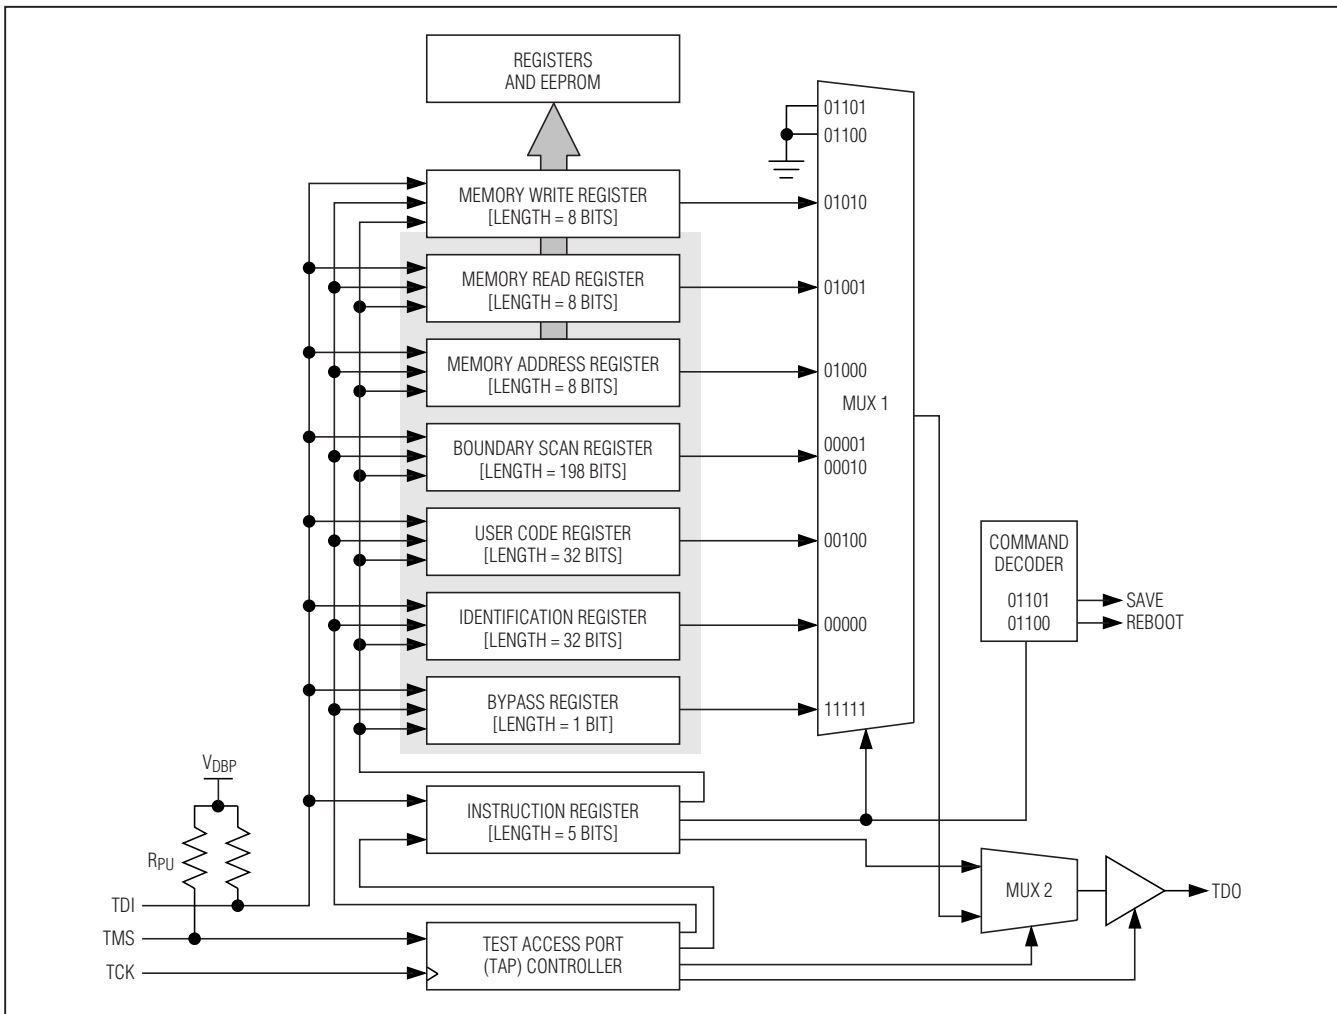 REGISTERS
AND EEPROM
01101
01100
MEMORY WRITE REGISTER
[LENGTH = 8 BITS]
01010
MEMORY READ REGISTER
[LENGTH = 8 BITS]
01001
MEMORY ADDRESS REGISTER
[LENGTH = 8 BITS]
01000
MUX 1
BOUNDARY SCAN REGISTER
[LENGTH = 198 BITS]
00001
00010
USER CODE REGISTER
[LENGTH = 32 BITS]
00100
COMMAND
DECODER
01101
SAVE
01100
REBOOT
IDENTIFICATION REGISTER
[LENGTH = 32 BITS]
00000
BYPASS REGISTER
[LENGTH = 1 BIT]
11111
VDBP
RPU
INSTRUCTION REGISTER
[LENGTH = 5 BITS]
MUX 2
TDO
TDI
TMS
TCK
TEST ACCESS PORT
(TAP) CONTROLLER